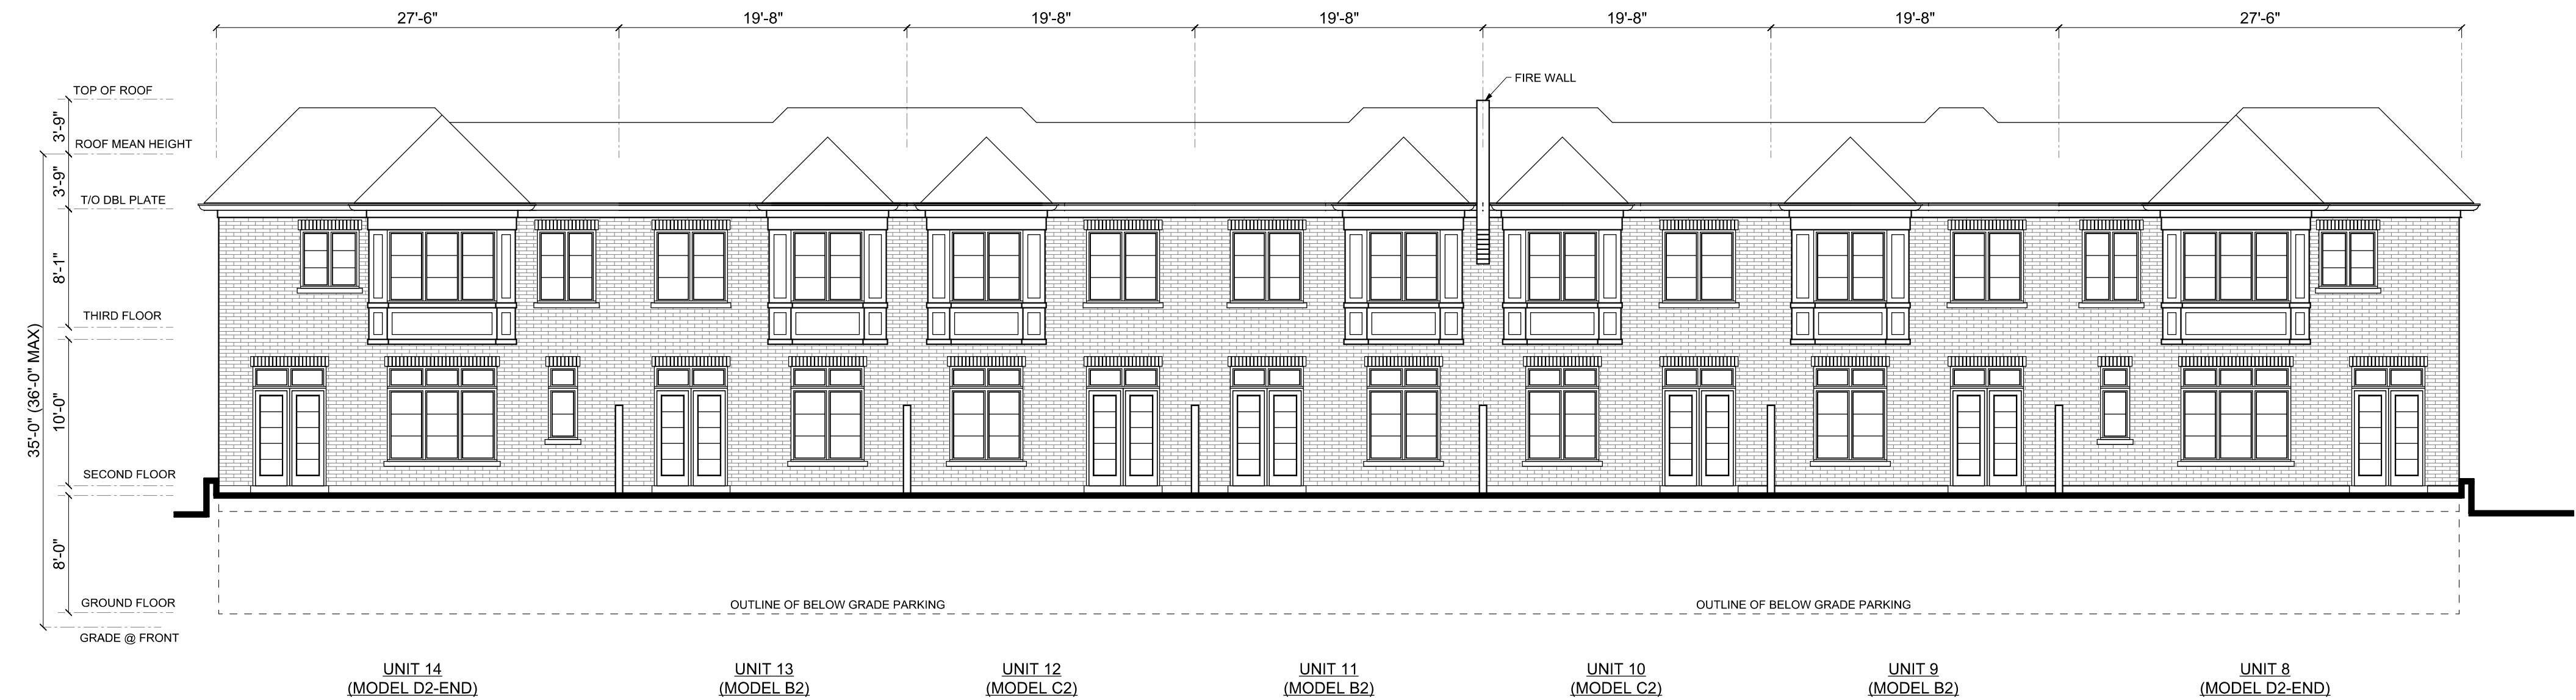 27'-6" 19'-8" 19'-8" 19'-8" 19'-8" 19'-8" 27'-6"
FIRE WALL
TOP OF ROOF
3'-9"
ROOF MEAN HEIGHT
3'-9"
T/O DBL PLATE
8'-1"
THIRD FLOOR
35'-0" (36'-0" MAX)
10'-0"
SECOND FLOOR
8'-0"
GROUND FLOOR
OUTLINE OF BELOW GRADE PARKING OUTLINE OF BELOW GRADE PARKING
GRADE @ FRONT
UNIT 14 UNIT 13 UNIT 12 UNIT 11 UNIT 10 UNIT 9 UNIT 8
(MODEL D2-END) (MODEL B2) (MODEL C2) (MODEL B2) (MODEL C2) (MODEL B2) (MODEL D2-END)